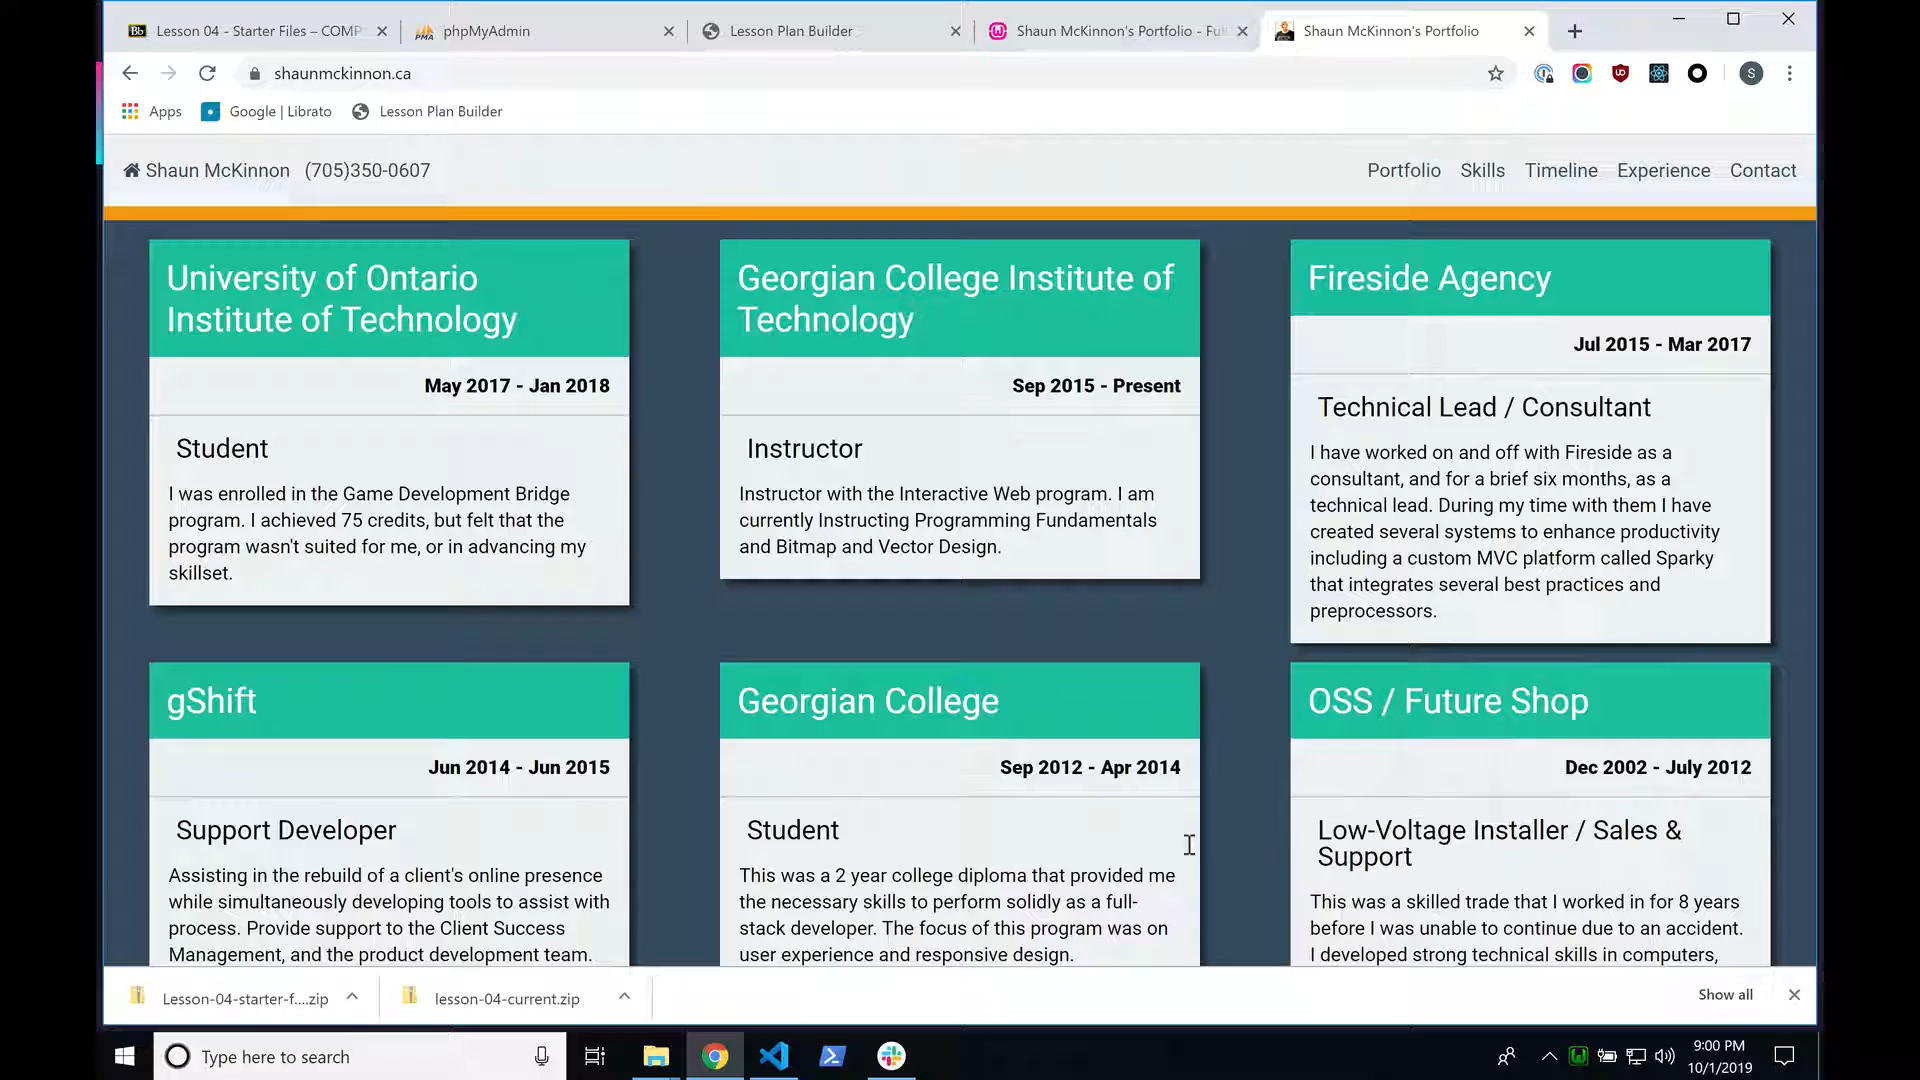 Lesson 04 - Starter Files – COMP
phpMyAdmin
Lesson Plan Builder
Shaun McKinnon's Portfolio - Full
Shaun McKinnon's Portfolio
shaunmckinnon.ca
S
Apps
Google | Librato
Lesson Plan Builder
Shaun McKinnon (705)350-0607
Portfolio Skills Timeline Experience Contact
University of Ontario
Institute of Technology
May 2017 - Jan 2018
Student
I was enrolled in the Game Development Bridge
program. I achieved 75 credits, but felt that the
program wasn't suited for me, or in advancing my
skillset.
Georgian College Institute of
Technology
Sep 2015 - Present
Instructor
Instructor with the Interactive Web program. I am
currently Instructing Programming Fundamentals
and Bitmap and Vector Design.
Fireside Agency
Jul 2015 - Mar 2017
Technical Lead / Consultant
I have worked on and off with Fireside as a
consultant, and for a brief six months, as a
technical lead. During my time with them I have
created several systems to enhance productivity
including a custom MVC platform called Sparky
that integrates several best practices and
preprocessors.
gShift
Jun 2014 - Jun 2015
Support Developer
Assisting in the rebuild of a client's online presence
while simultaneously developing tools to assist with
process. Provide support to the Client Success
Management, and the product development team.
Georgian College
Sep 2012 - Apr 2014
Student
This was a 2 year college diploma that provided me
the necessary skills to perform solidly as a full-
stack developer. The focus of this program was on
user experience and responsive design.
OSS / Future Shop
Dec 2002 - July 2012
Low-Voltage Installer / Sales &
Support
This was a skilled trade that I worked in for 8 years
before I was unable to continue due to an accident.
I developed strong technical skills in computers,
Lesson-04-starter-f....zip
lesson-04-current.zip
Show all
Type here to search
9:00 PM
10/1/2019